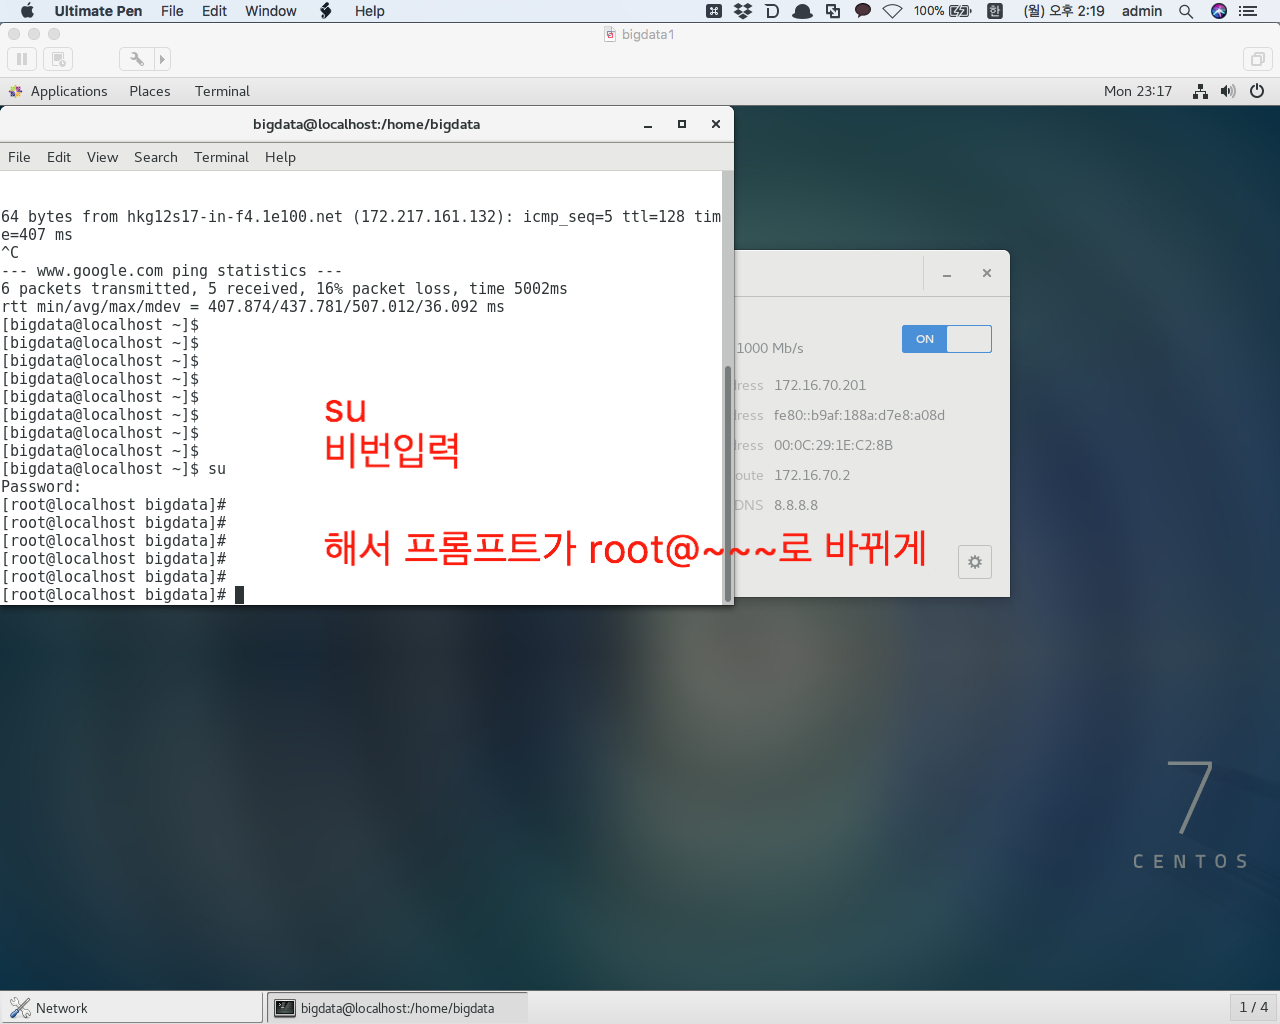 Ultimate Pen File Edit Window Help 100% 한 (월) 오후 2:19 admin
bigdata1
Applications Places Terminal Mon 23:17
bigdata@localhost:/home/bigdata
File Edit View Search Terminal Help
64 bytes from hkg12s17-in-f4.1e100.net (172.217.161.132): icmp_seq=5 ttl=128 tim
e=407 ms
^C
--- www.google.com ping statistics ---
6 packets transmitted, 5 received, 16% packet loss, time 5002ms
rtt min/avg/max/mdev = 407.874/437.781/507.012/36.092 ms
[bigdata@localhost ~]$
[bigdata@localhost ~]$
[bigdata@localhost ~]$
[bigdata@localhost ~]$
[bigdata@localhost ~]$
[bigdata@localhost ~]$
[bigdata@localhost ~]$
[bigdata@localhost ~]$
[bigdata@localhost ~]$ su
Password:
[root@localhost bigdata]#
[root@localhost bigdata]#
[root@localhost bigdata]#
[root@localhost bigdata]#
[root@localhost bigdata]#
[root@localhost bigdata]#
su
비번입력
해서 프롬프트가 root@~~~로 바뀌게
ON
1000 Mb/s
dress 172.16.70.201
dress fe80::b9af:188a:d7e8:a08d
dress 00:0C:29:1E:C2:8B
oute 172.16.70.2
DNS 8.8.8.8
7
CENTOS
Network bigdata@localhost:/home/bigdata 1 / 4